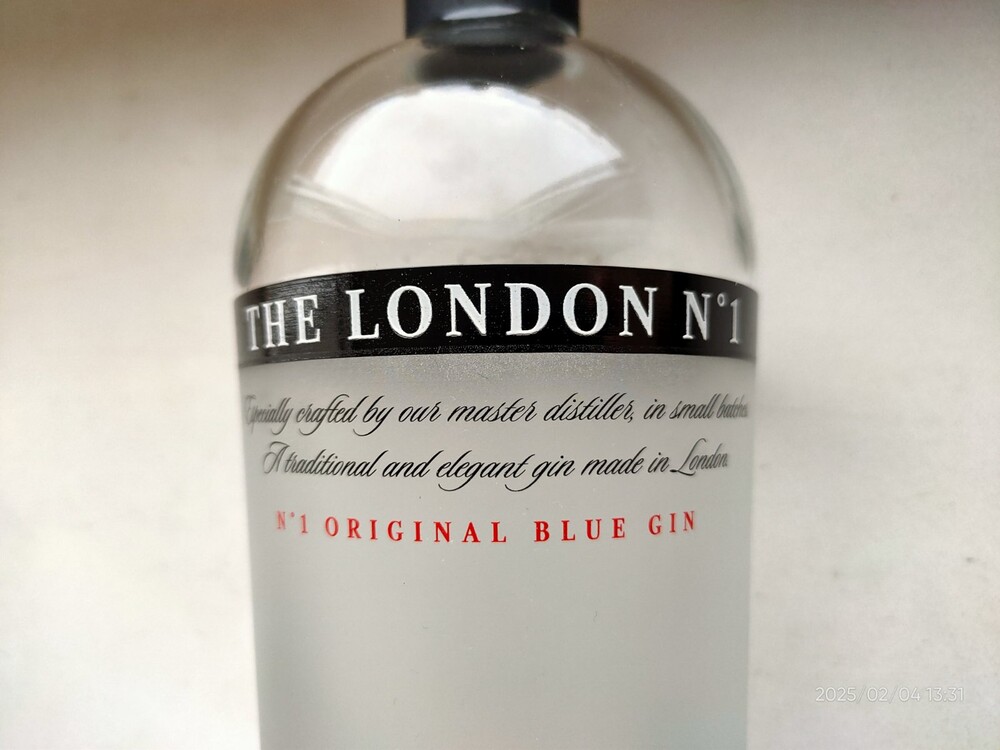 THE LONDON N°1
Especially crafted by our master distiller, in small batches
A traditional and elegant gin made in London.
N°1 ORIGINAL BLUE GIN
2025/02/04 13:31